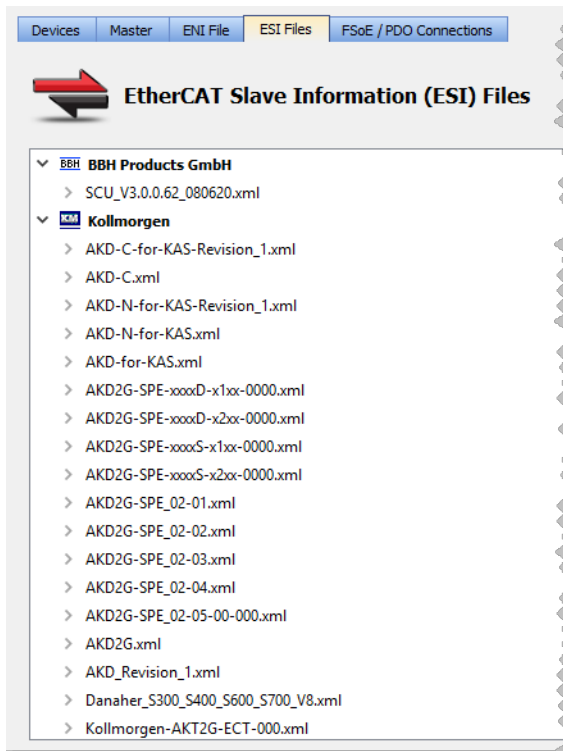 Devices Master ENI File ESI Files FSoE / PDO Connections
EtherCAT Slave Information (ESI) Files
BBH BBH Products GmbH
SCU_V3.0.0.62_080620.xml
KM Kollmorgen
AKD-C-for-KAS-Revision_1.xml
AKD-C.xml
AKD-N-for-KAS-Revision_1.xml
AKD-N-for-KAS.xml
AKD-for-KAS.xml
AKD2G-SPE-xxxxD-x1xx-0000.xml
AKD2G-SPE-xxxxD-x2xx-0000.xml
AKD2G-SPE-xxxxS-x1xx-0000.xml
AKD2G-SPE-xxxxS-x2xx-0000.xml
AKD2G-SPE_02-01.xml
AKD2G-SPE_02-02.xml
AKD2G-SPE_02-03.xml
AKD2G-SPE_02-04.xml
AKD2G-SPE_02-05-00-000.xml
AKD2G.xml
AKD_Revision_1.xml
Danaher_S300_S400_S600_S700_V8.xml
Kollmorgen-AKT2G-ECT-000.xml